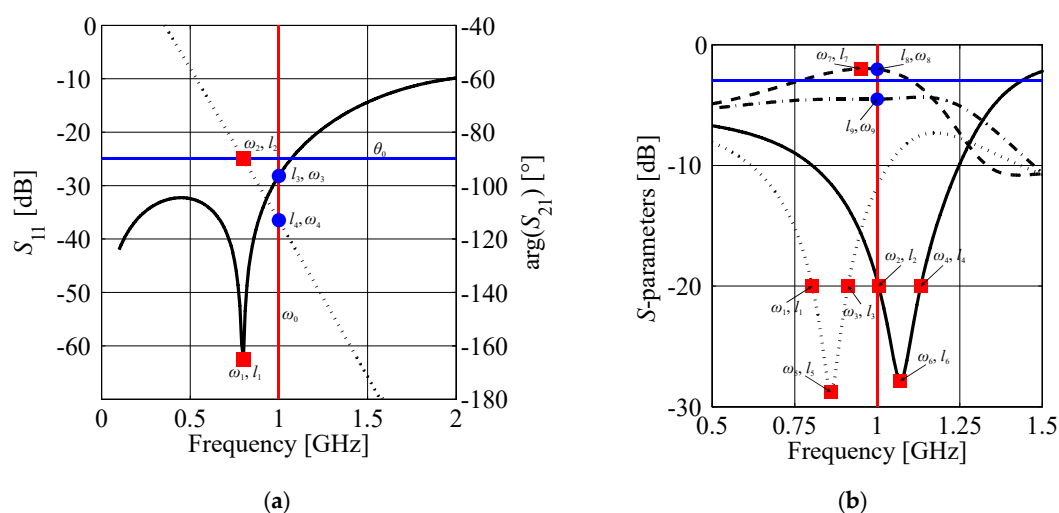 0
-10
-20
-30
-40
-50
-60
S₁₁ [dB]
-40
-60
-80
-100
-120
-140
-160
-180
arg(S₂₁) [°]
ω₂, l₂
θ₀
l₃, ω₃
l₄, ω₄
ω₀
ω₁, l₁
0 0.5 1 1.5 2
Frequency [GHz]
(a)
0
-10
-20
-30
S-parameters [dB]
ω₇, l₇
l₈, ω₈
l₉, ω₉
ω₂, l₂
ω₄, l₄
ω₁, l₁
ω₃, l₃
ω₅, l₅
ω₆, l₆
0.5 0.75 1 1.25 1.5
Frequency [GHz]
(b)